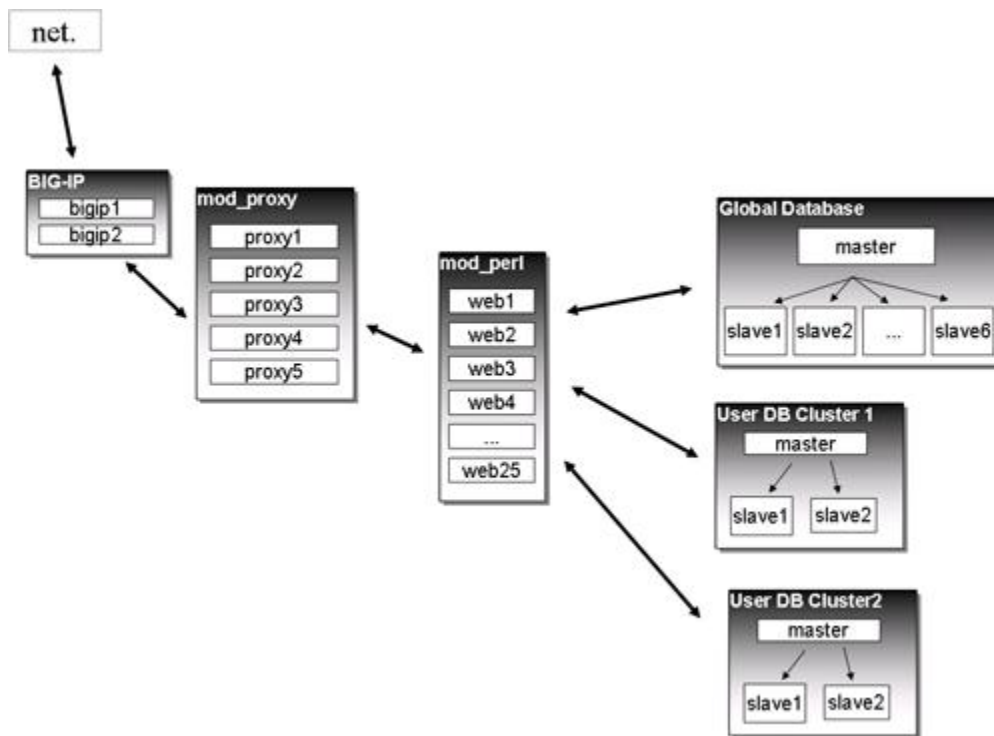 net.
BIG-IP
bigip1
bigip2
mod_proxy
proxy1
proxy2
proxy3
proxy4
proxy5
mod_perl
web1
web2
web3
web4
...
web25
Global Database
master
slave1 slave2 ... slave6
User DB Cluster 1
master
slave1 slave2
User DB Cluster2
master
slave1 slave2